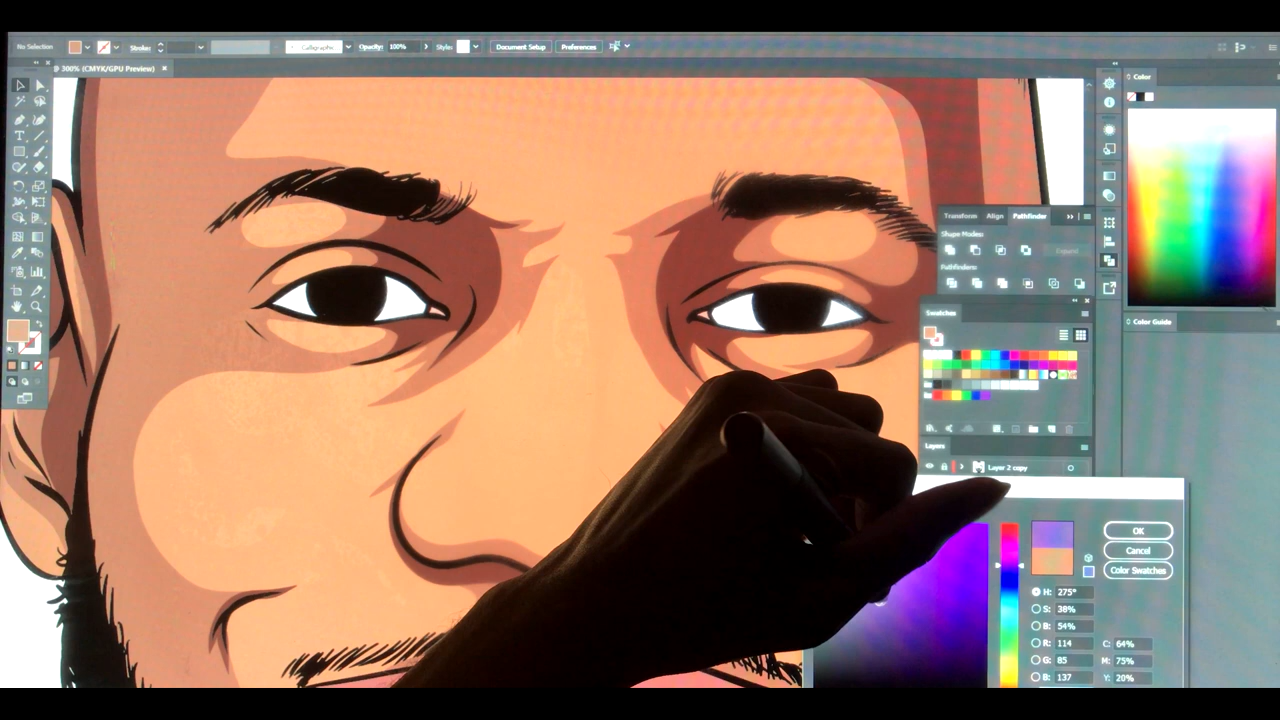 No Selection Stroke: Calligraphic Opacity: 100% Style: Document Setup Preferences
@ 300% (CMYK/GPU Preview) ×
Color
Transform Align Pathfinder
Shape Modes:
Expand
Pathfinders:
Swatches
Color Guide
Layers
Layer 2 copy
OK
Cancel
Color Swatches
H: 275°
S: 38%
B: 54%
R: 114 C: 64%
G: 85 M: 75%
B: 137 Y: 20%